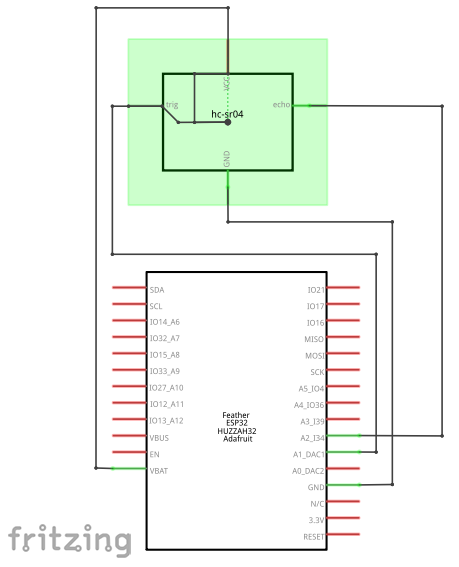 VCC
trig
echo
hc-sr04
GND
SDA
IO21
SCL
IO17
IO14_A6
IO16
IO32_A7
MISO
IO15_A8
MOSI
IO33_A9
SCK
IO27_A10
A5_IO4
IO12_A11
A4_IO36
IO13_A12
A3_I39
Feather
ESP32
HUZZAH32
Adafruit
VBUS
A2_I34
EN
A1_DAC1
VBAT
A0_DAC2
GND
N/C
3.3V
RESET
fritzing